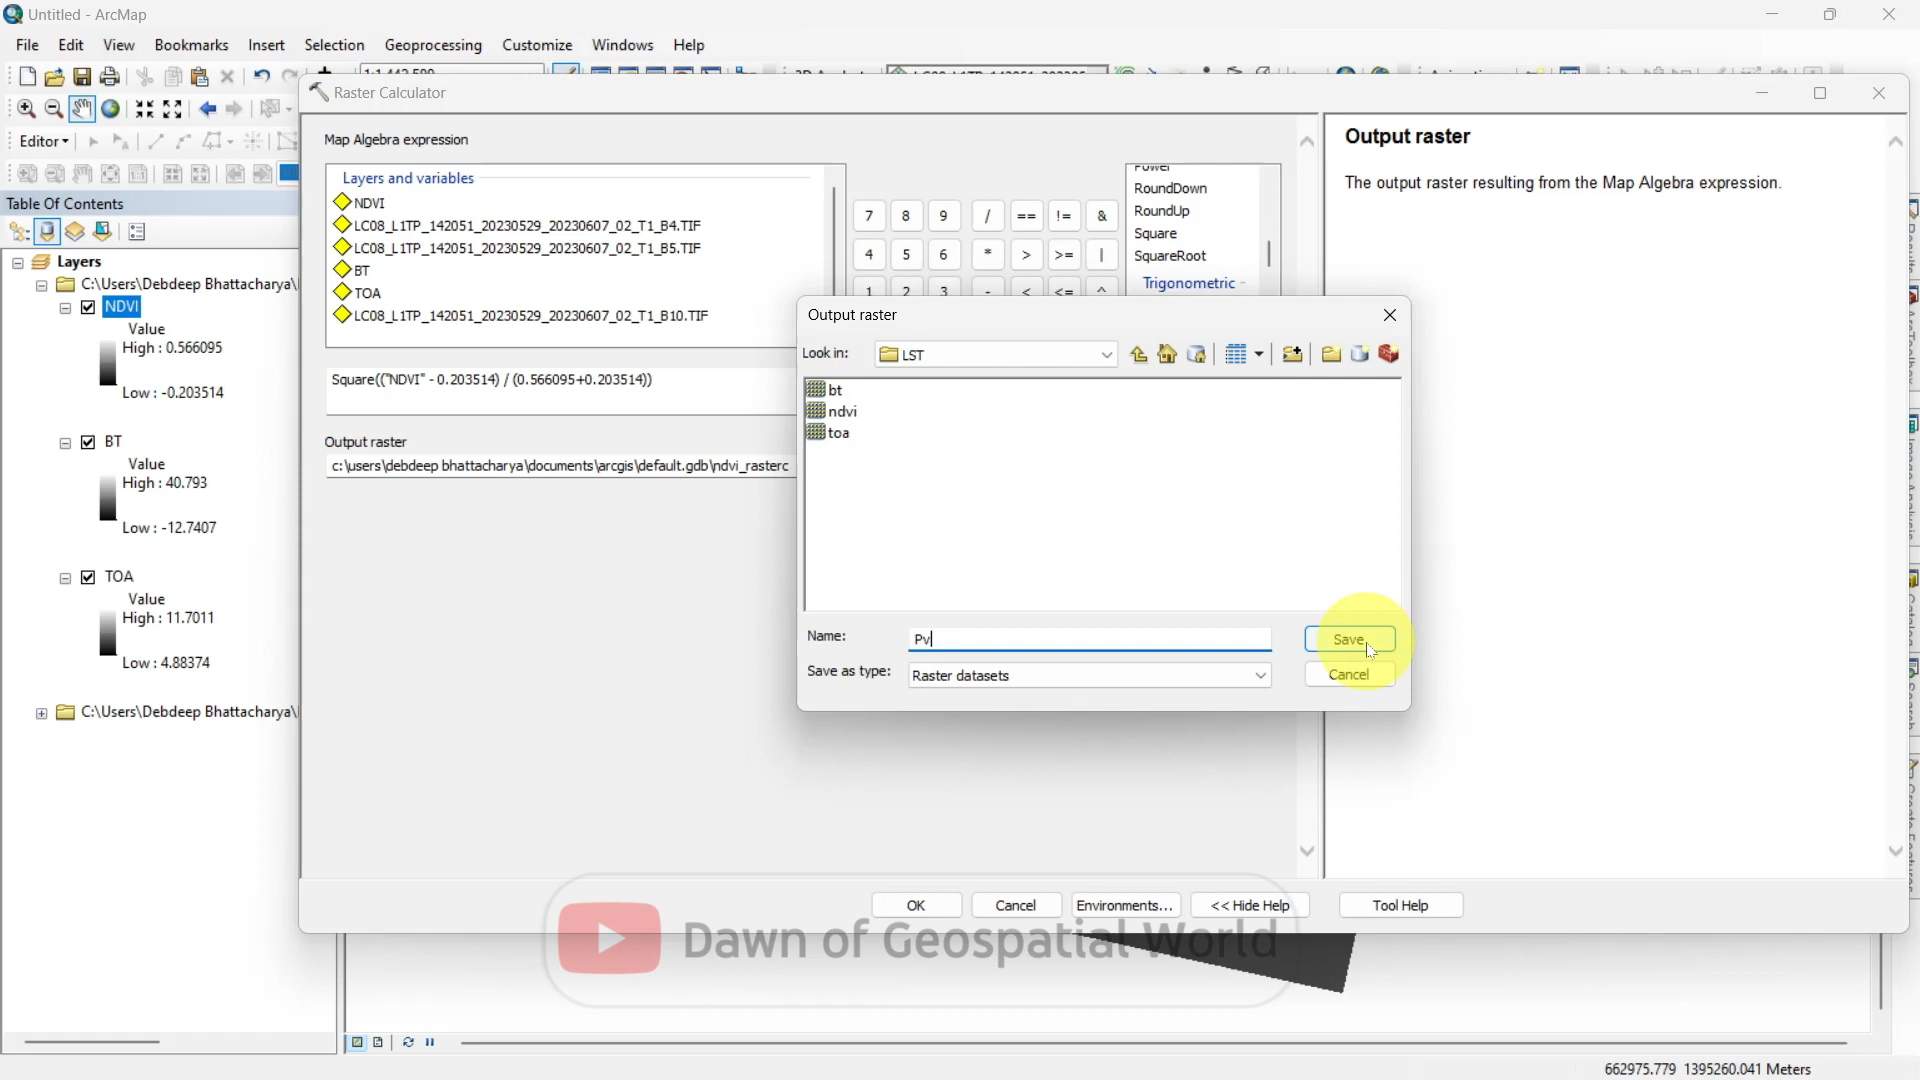 Untitled - ArcMap
File Edit View Bookmarks Insert Selection Geoprocessing Customize Windows Help
Raster Calculator
Editor
Map Algebra expression
Layers and variables
NDVI
LC08_L1TP_142051_20230529_20230607_02_T1_B4.TIF
LC08_L1TP_142051_20230529_20230607_02_T1_B5.TIF
BT
TOA
LC08_L1TP_142051_20230529_20230607_02_T1_B10.TIF
7 8 9 / == != &
4 5 6 * > >= |
1 2 3 - < <= ^
Power
RoundDown
RoundUp
Square
SquareRoot
Trigonometric
Square(("NDVI" - 0.203514) / (0.566095+0.203514))
Output raster
c:\users\debdeep bhattacharya\documents\arcgis\default.gdb\ndvi_rasterc
Output raster
The output raster resulting from the Map Algebra expression.
Table Of Contents
Layers
C:\Users\Debdeep Bhattacharya\
NDVI
Value
High : 0.566095
Low : -0.203514
BT
Value
High : 40.793
Low : -12.7407
TOA
Value
High : 11.7011
Low : 4.88374
C:\Users\Debdeep Bhattacharya\
Output raster
Look in: LST
bt
ndvi
toa
Name: Pv
Save
Save as type: Raster datasets
Cancel
OK Cancel Environments... << Hide Help Tool Help
Dawn of Geospatial World
662975.779 1395260.041 Meters